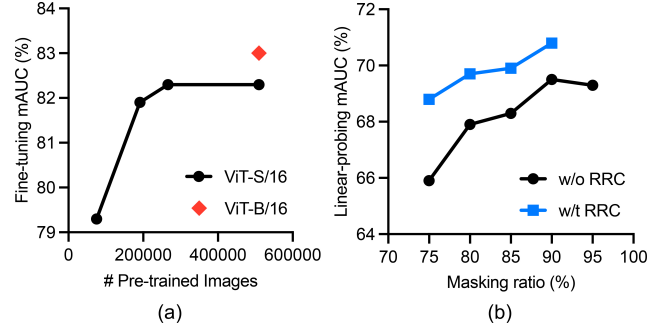 Fine-tuning mAUC (%)
84
83
82
81
80
79
0
200000
400000
600000
# Pre-trained Images
ViT-S/16
ViT-B/16
(a)
Linear-probing mAUC (%)
72
70
68
66
64
70
75
80
85
90
95
100
Masking ratio (%)
w/o RRC
w/t RRC
(b)